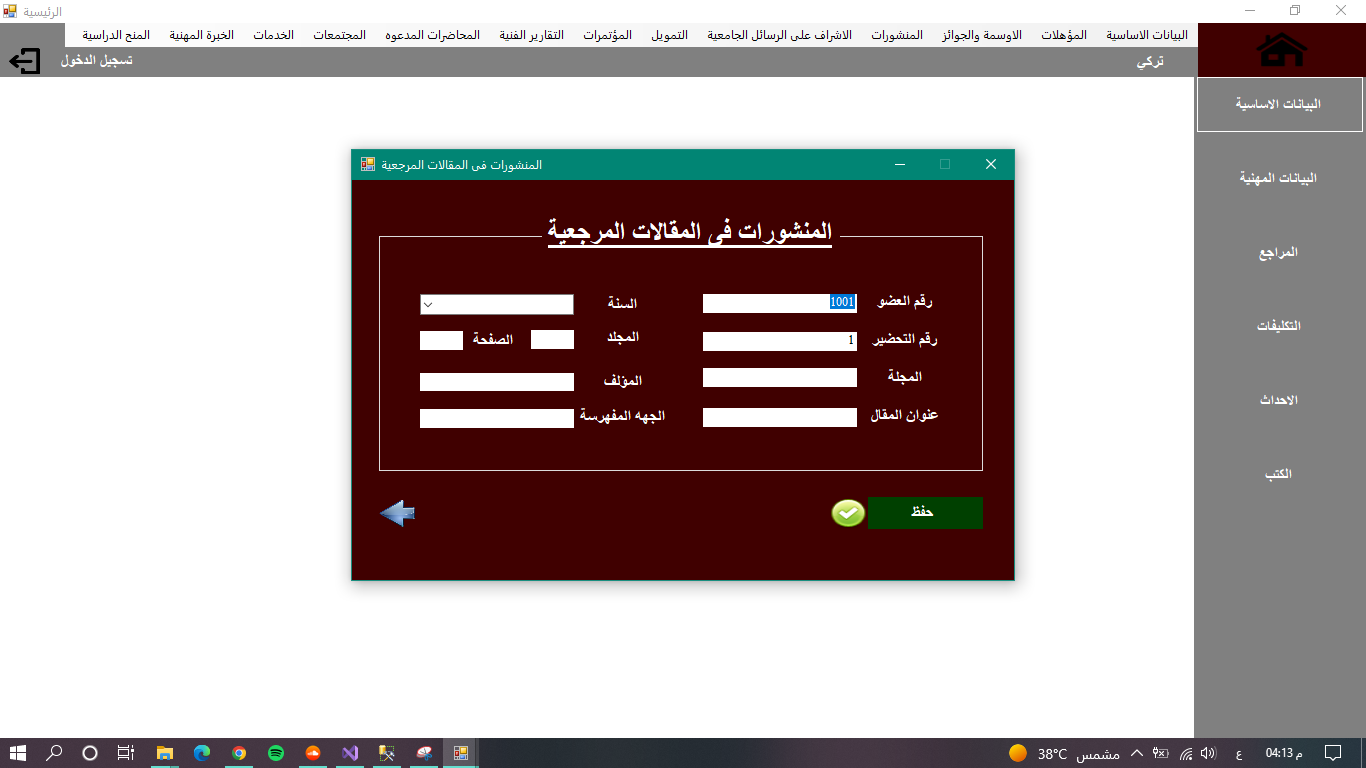 الرئيسية
البيانات الاساسية المؤهلات الاوسمة والجوائز المنشورات الاشراف على الرسائل الجامعية التمويل المؤتمرات التقارير الفنية المحاضرات المدعوه المجتمعات الخدمات الخبرة المهنية المنح الدراسية
تركي تسجيل الدخول
البيانات الاساسية
البيانات المهنية
المراجع
التكليفات
الاحداث
الكتب
المنشورات فى المقالات المرجعية
المنشورات فى المقالات المرجعية
رقم العضو 1001 السنة
رقم التحضير 1 المجلد الصفحة
المجلة المؤلف
عنوان المقال الجهه المفهرسة
حفظ
38°C مشمس ع 04:13 م